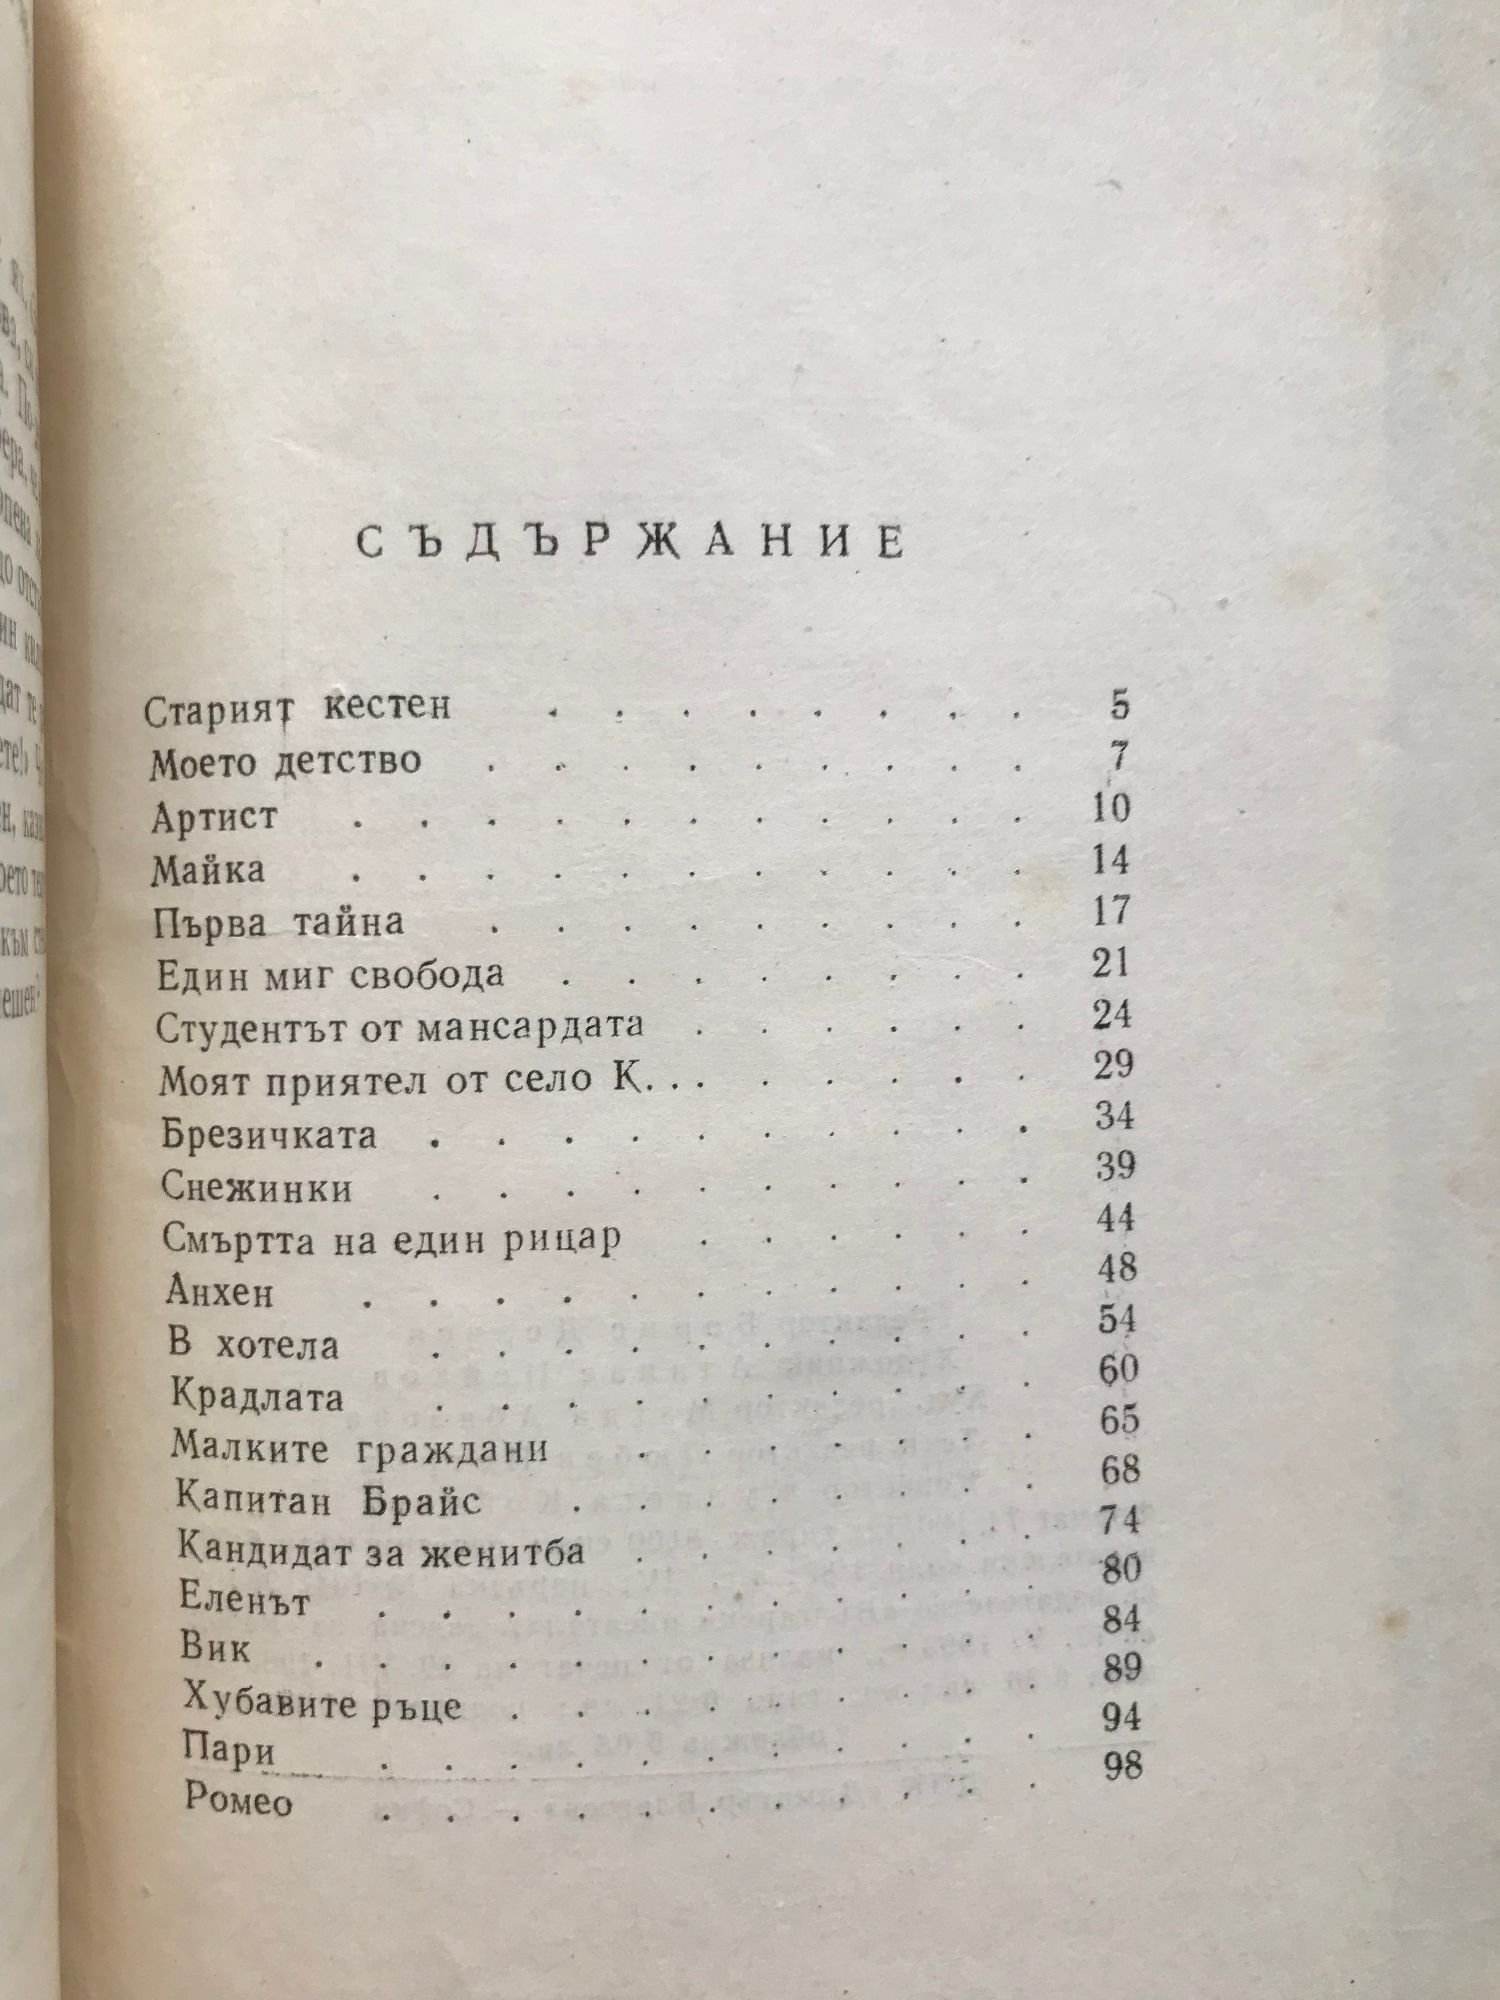 СЪДЪРЖАНИЕ
Старият кестен . . . . . . . . 5
Моето детство . . . . . . . . . 7
Артист . . . . . . . . . . . 10
Майка . . . . . . . . . . . 14
Първа тайна . . . . . . . . . 17
Един миг свобода . . . . . . . . 21
Студентът от мансардата . . . . . . 24
Моят приятел от село К. . . . . . . . 29
Брезичката . . . . . . . . . . 34
Снежинки . . . . . . . . . . 39
Смъртта на един рицар . . . . . . 44
Анхен . . . . . . . . . . . 48
В хотела . . . . . . . . . . 54
Крадлата . . . . . . . . . . 60
Малките граждани . . . . . . . 65
Капитан Брайс . . . . . . . . 68
Кандидат за женитба . . . . . . . 74
Еленът . . . . . . . . . . . 80
Вик . . . . . . . . . . . . 84
Хубавите ръце . . . . . . . . . 89
Пари . . . . . . . . . . . 94
Ромео . . . . . . . . . . . 98